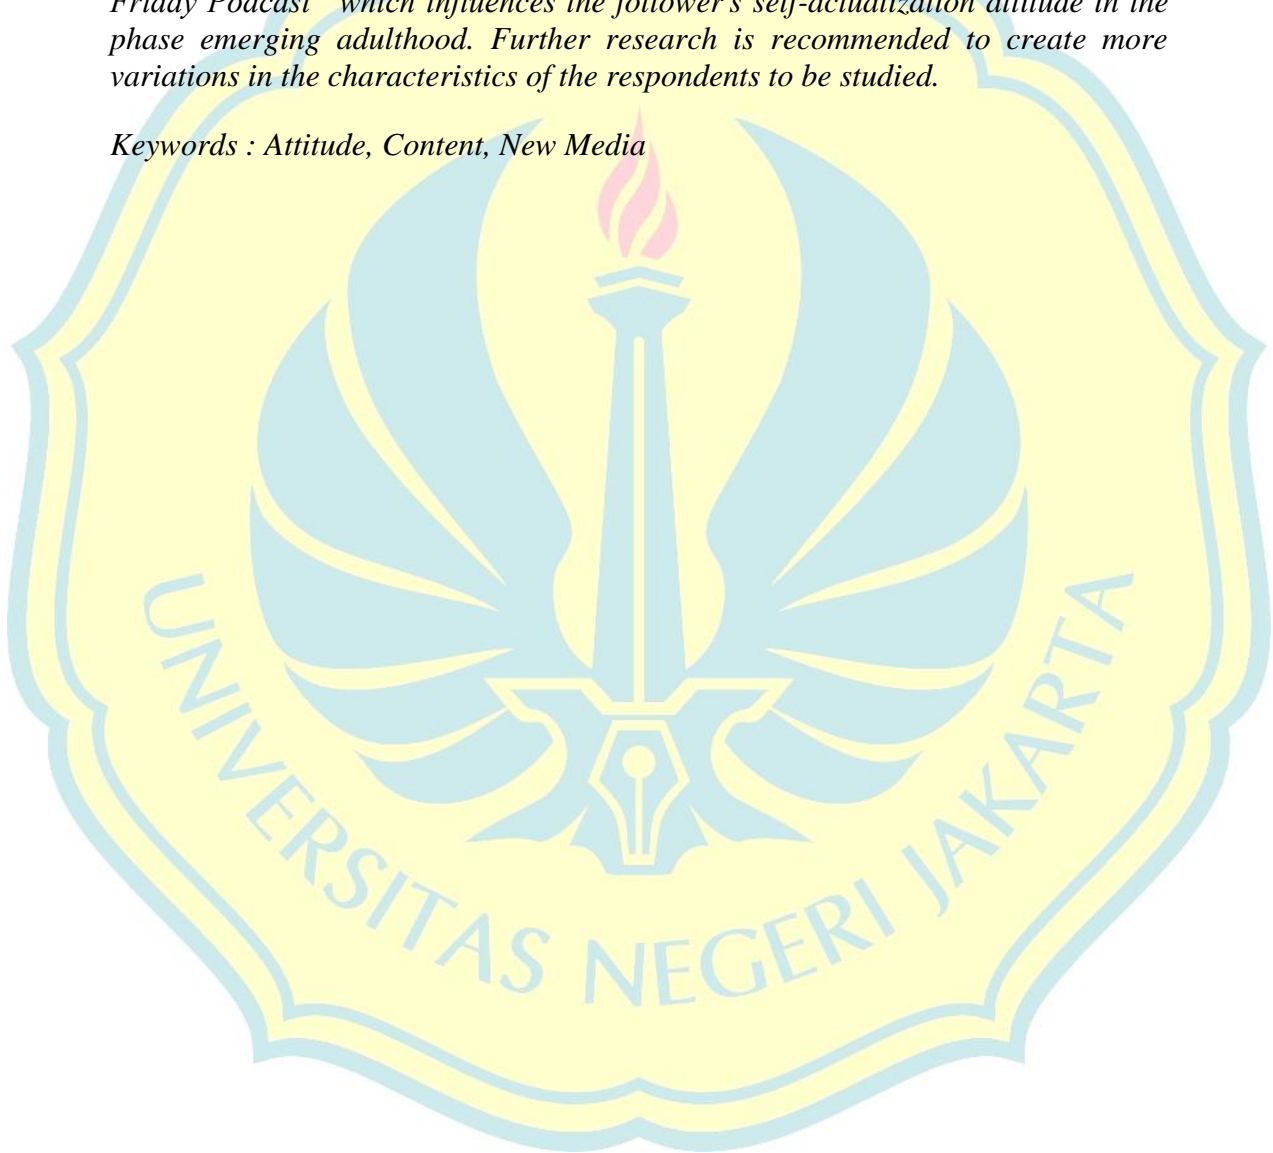 Friday Podcast" which influences the follower's self-actualization attitude in the
phase emerging adulthood. Further research is recommended to create more
variations in the characteristics of the respondents to be studied.
Keywords : Attitude, Content, New Media
UNIVERSITAS NEGERI JAKARTA